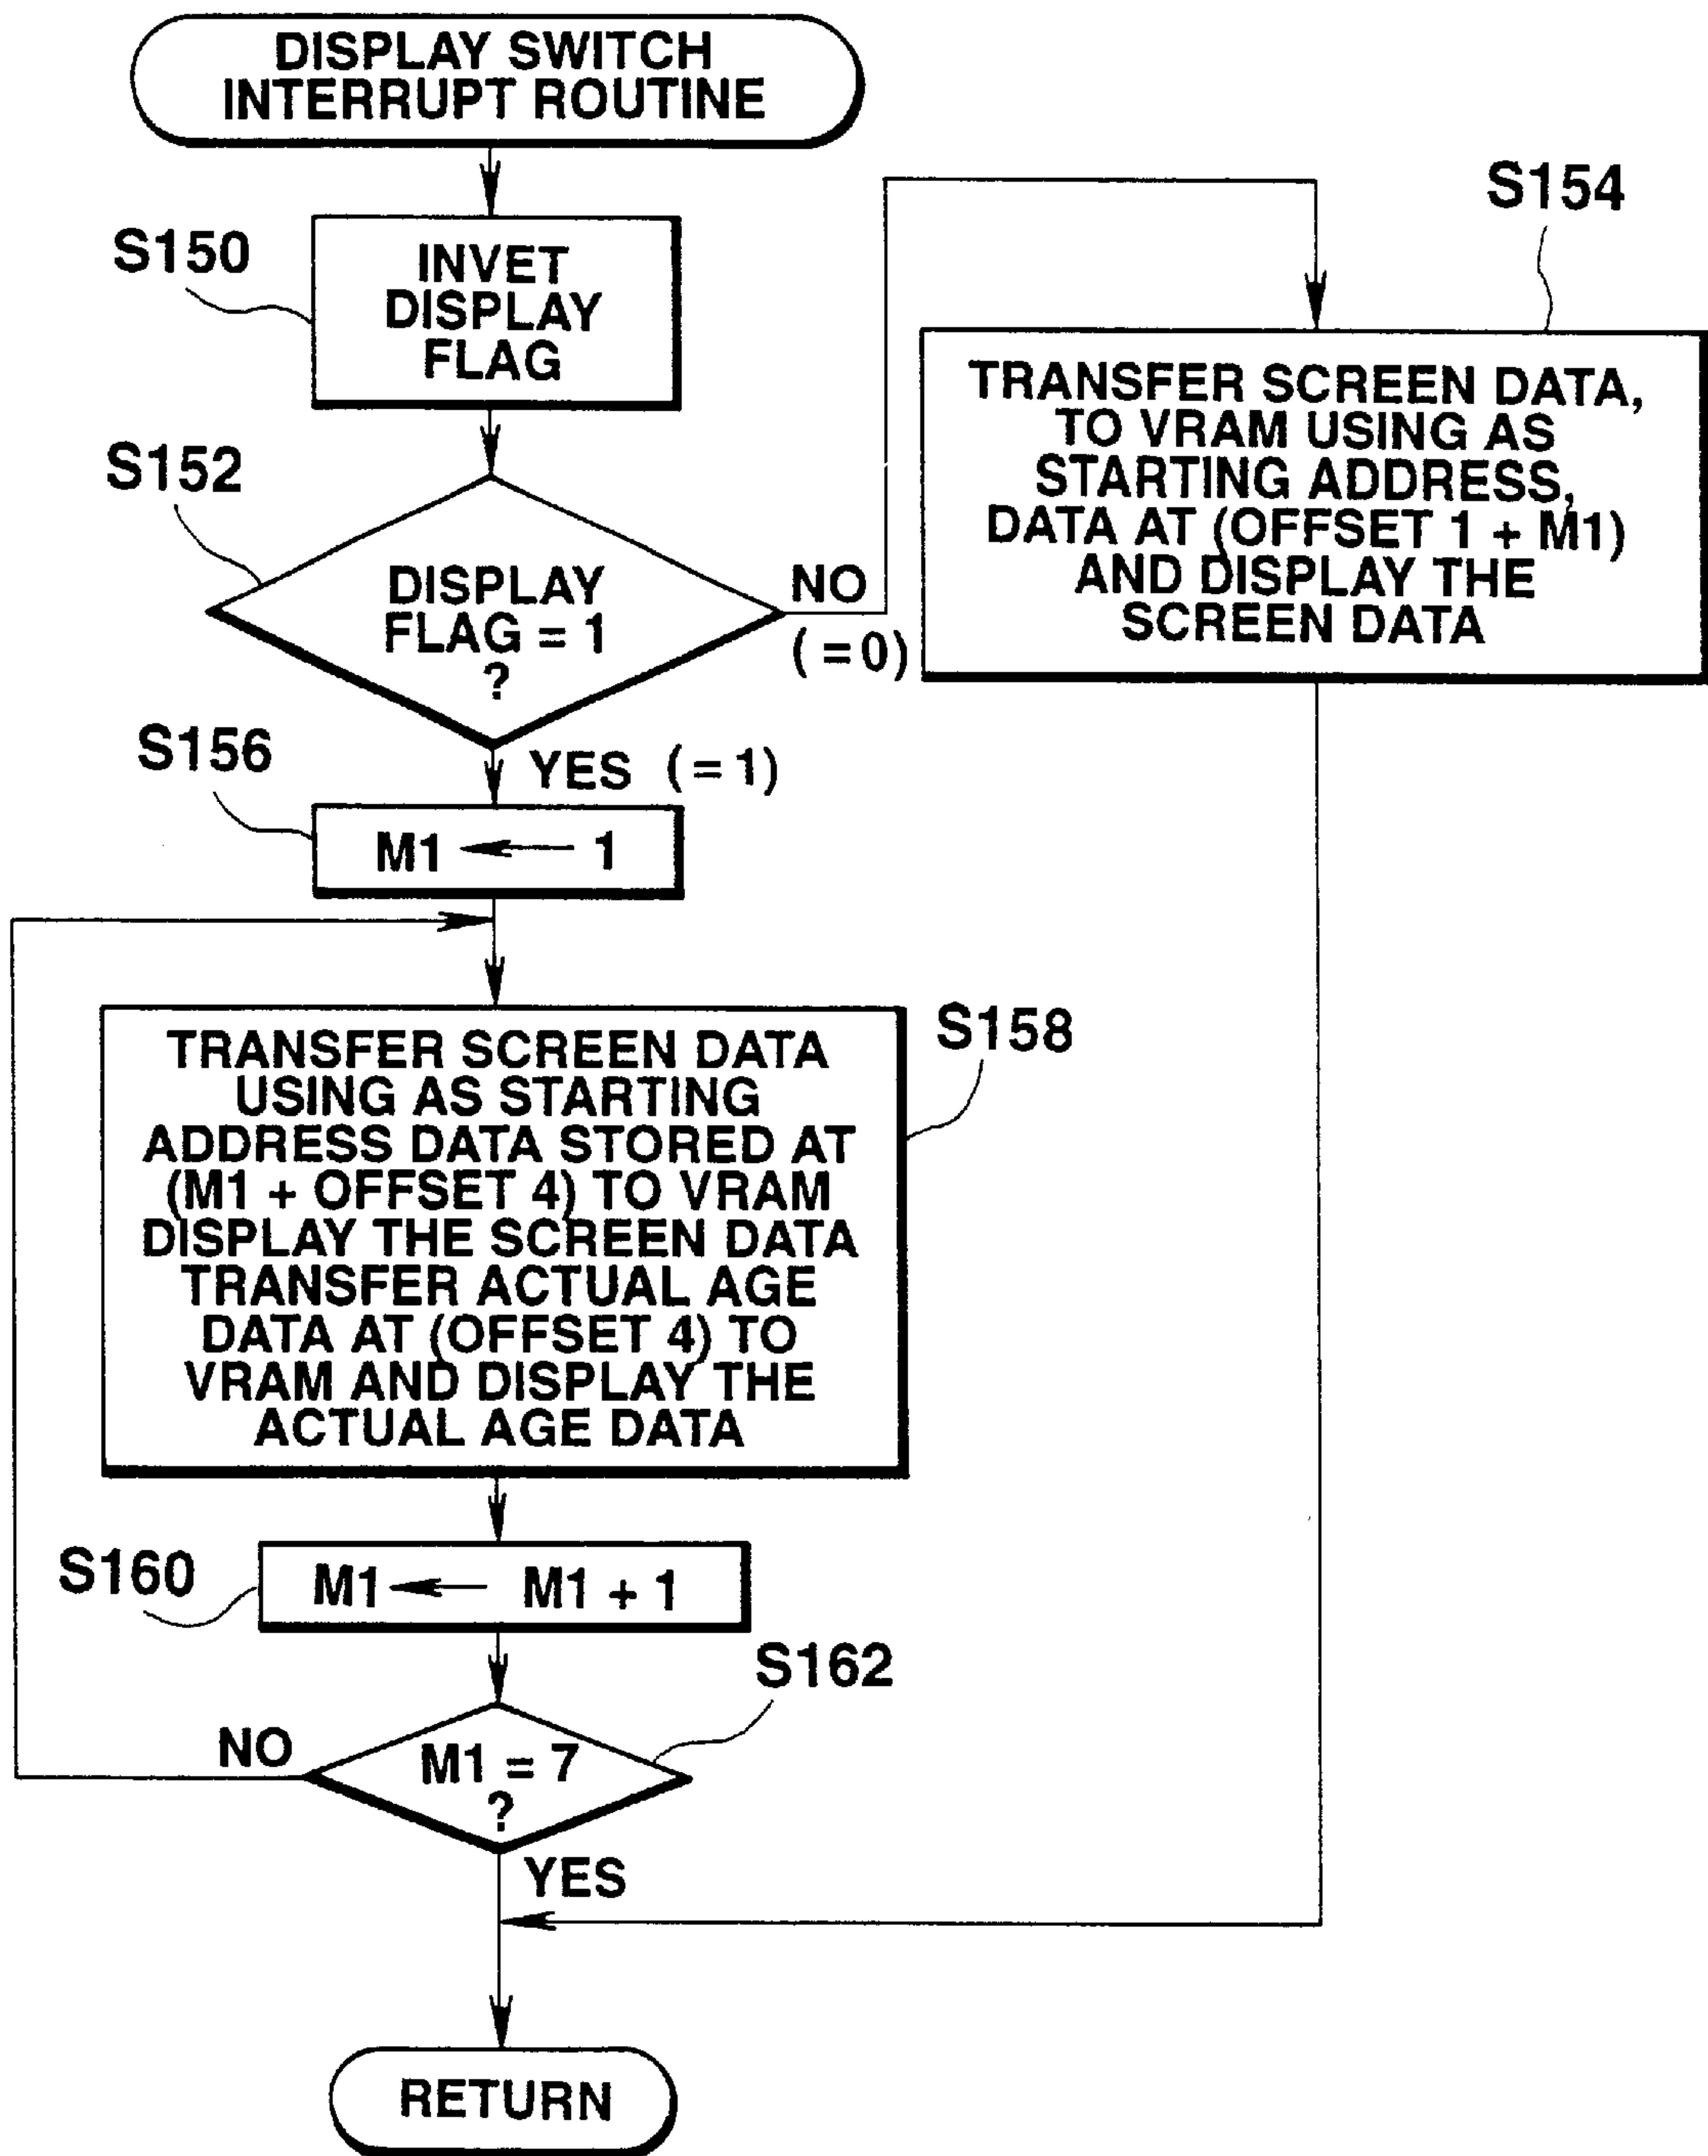 DISPLAY SWITCH
INTERRUPT ROUTINE
S150
INVET
DISPLAY
FLAG
S152
DISPLAY
FLAG = 1
?
NO
(=0)
S154
TRANSFER SCREEN DATA,
TO VRAM USING AS
STARTING ADDRESS,
DATA AT (OFFSET 1 + M1)
AND DISPLAY THE
SCREEN DATA
YES (=1)
S156
M1 ← 1
S158
TRANSFER SCREEN DATA
USING AS STARTING
ADDRESS DATA STORED AT
(M1 + OFFSET 4) TO VRAM
DISPLAY THE SCREEN DATA
TRANSFER ACTUAL AGE
DATA AT (OFFSET 4) TO
VRAM AND DISPLAY THE
ACTUAL AGE DATA
S160
M1 ← M1 + 1
S162
M1 = 7
?
NO
YES
RETURN